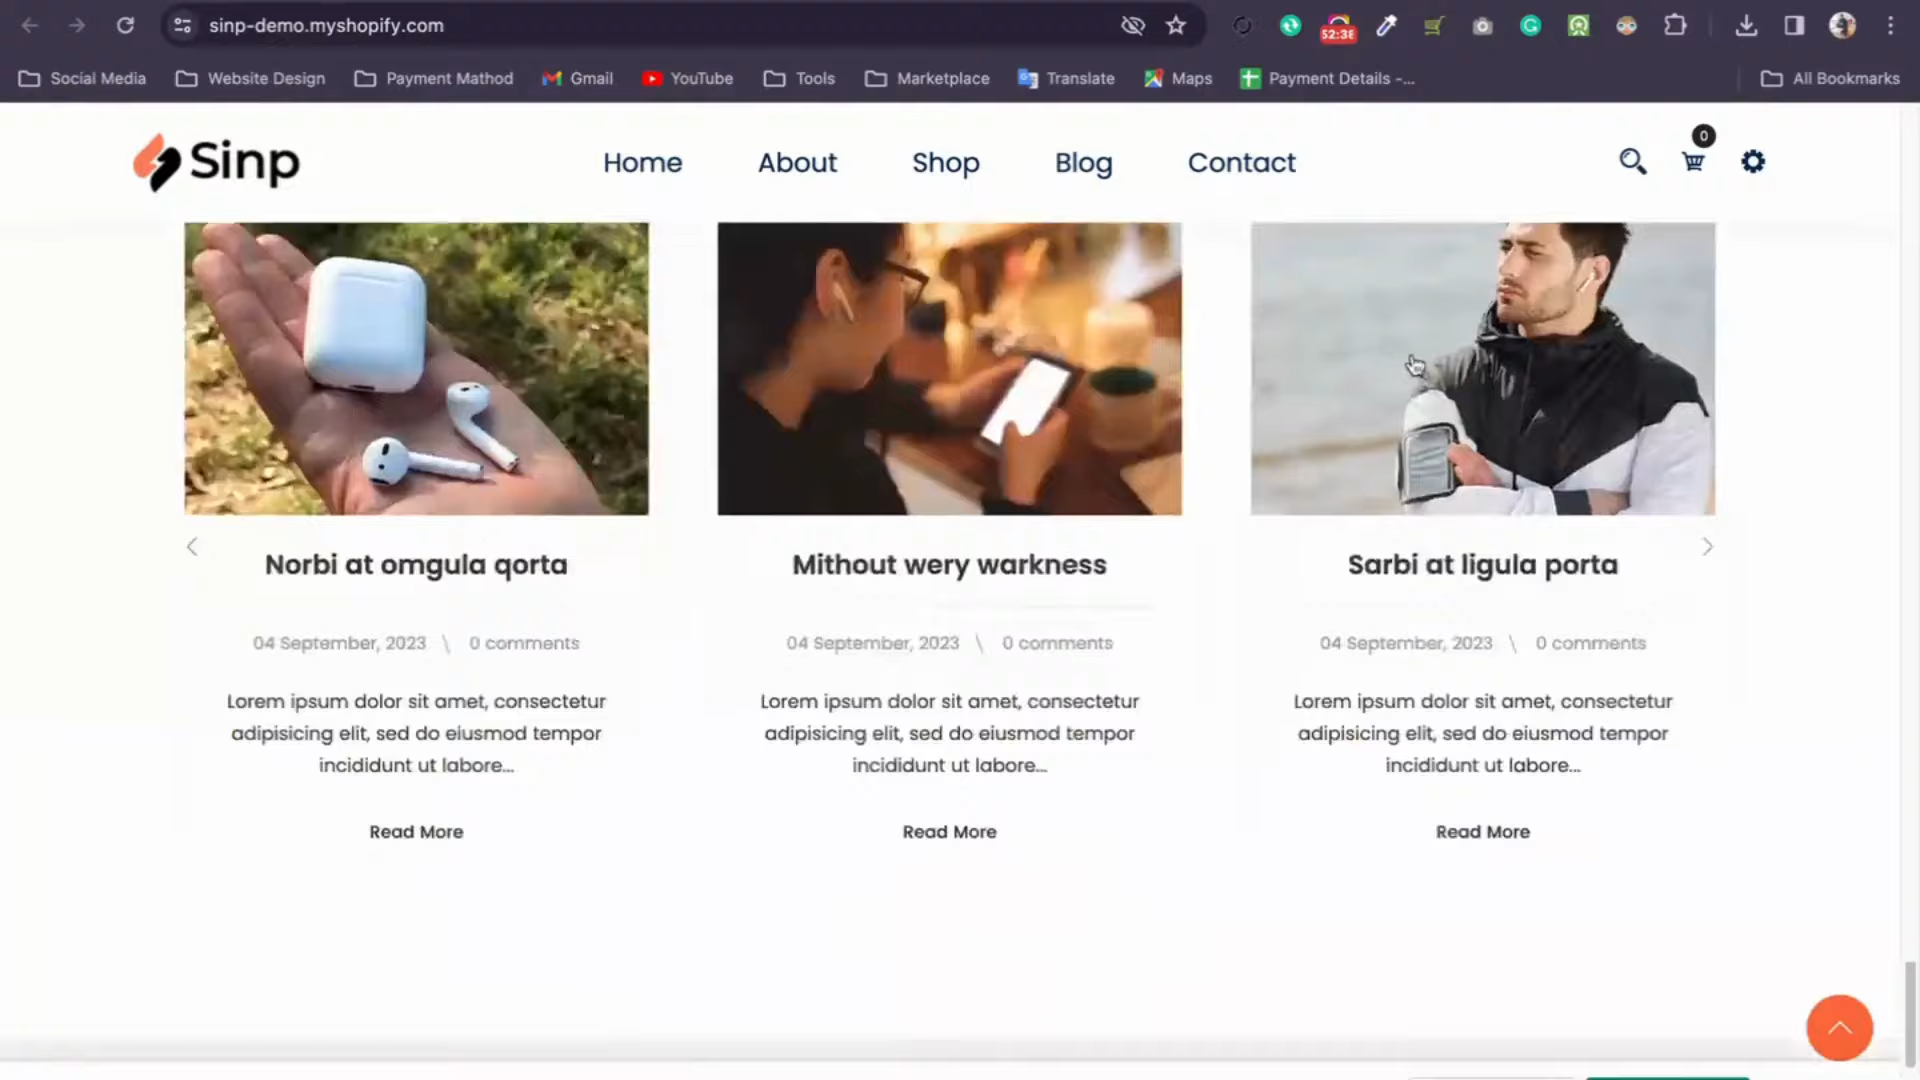 sinp-demo.myshopify.com
52:38
Social Media
Website Design
Payment Mathod
Gmail
YouTube
Tools
Marketplace
Translate
Maps
Payment Details -...
All Bookmarks
Sinp
Home
About
Shop
Blog
Contact
0
Norbi at omgula qorta
04 September, 2023 \ 0 comments
Lorem ipsum dolor sit amet, consectetur
adipisicing elit, sed do eiusmod tempor
incididunt ut labore...
Read More
Mithout wery warkness
04 September, 2023 \ 0 comments
Lorem ipsum dolor sit amet, consectetur
adipisicing elit, sed do eiusmod tempor
incididunt ut labore...
Read More
Sarbi at ligula porta
04 September, 2023 \ 0 comments
Lorem ipsum dolor sit amet, consectetur
adipisicing elit, sed do eiusmod tempor
incididunt ut labore...
Read More